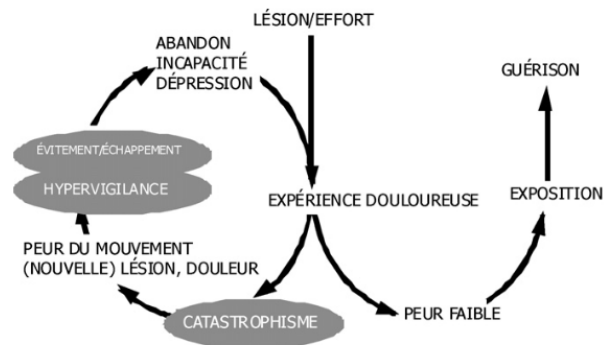 LÉSION/EFFORT
ABANDON
INCAPACITÉ
DÉPRESSION
GUÉRISON
ÉVITEMENT/ÉCHAPPEMENT
HYPERVIGILANCE
EXPÉRIENCE DOULOUREUSE
EXPOSITION
PEUR DU MOUVEMENT
(NOUVELLE) LÉSION, DOULEUR
CATASTROPHISME
PEUR FAIBLE